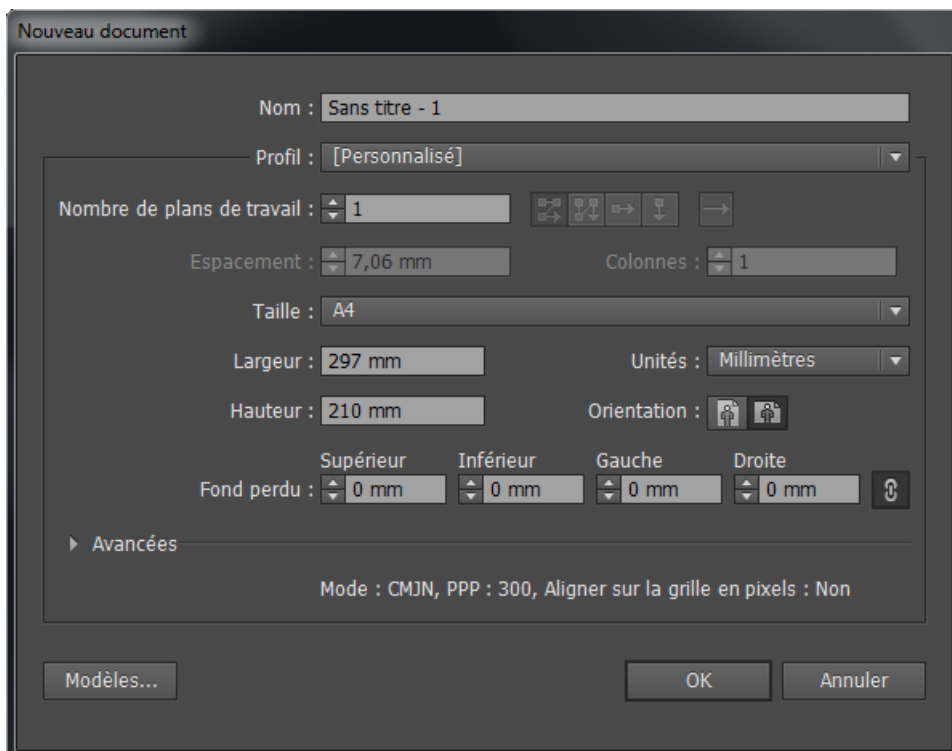 Nouveau document
Nom : Sans titre - 1
Profil : [Personnalisé]
Nombre de plans de travail : 1
Espacement : 7,06 mm Colonnes : 1
Taille : A4
Largeur : 297 mm Unités : Millimètres
Hauteur : 210 mm Orientation :
Supérieur Inférieur Gauche Droite
Fond perdu : 0 mm 0 mm 0 mm 0 mm
Avancées
Mode : CMJN, PPP : 300, Aligner sur la grille en pixels : Non
Modèles... OK Annuler